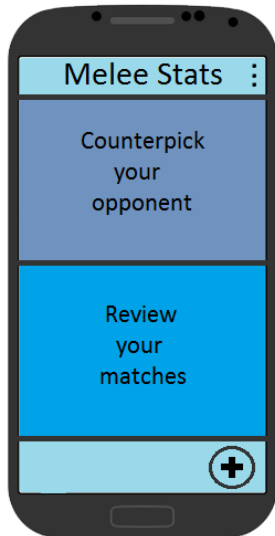 Melee Stats
Counterpick
your
opponent
Review
your
matches